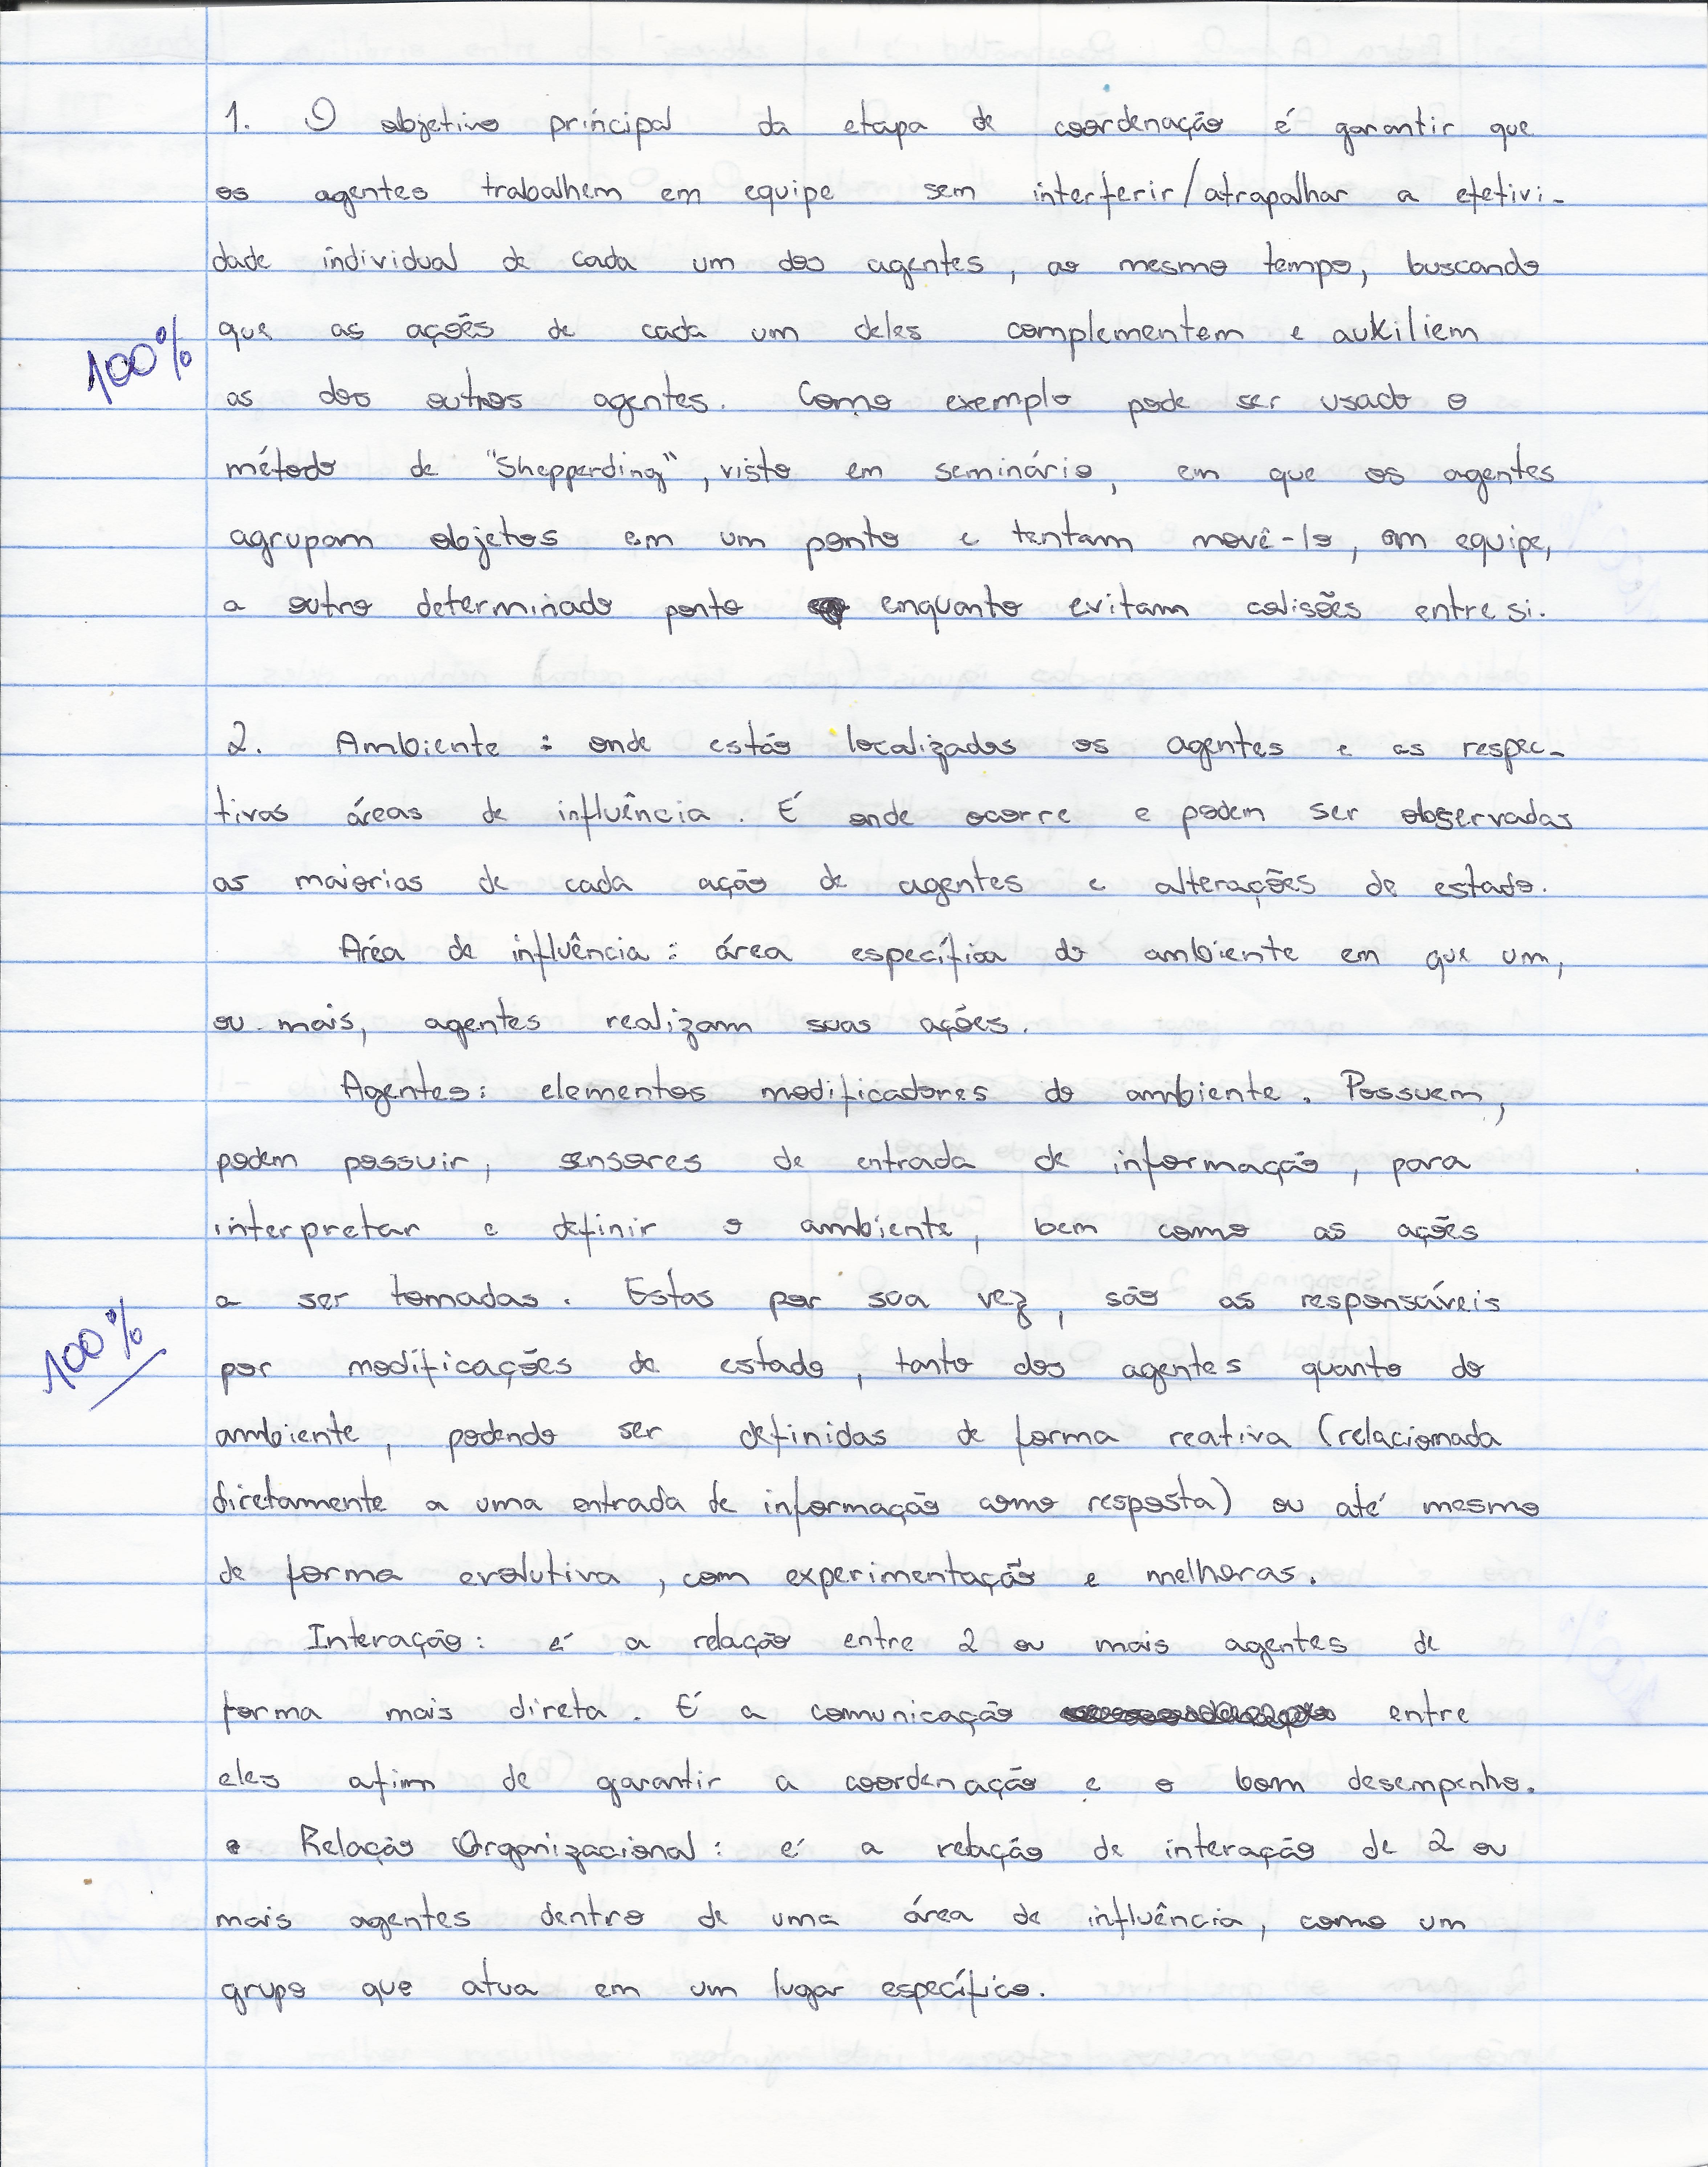 1. O objetivo principal da etapa de coordenação é garantir que
os agentes trabalhem em equipe sem interferir/atrapalhar a efetivi-
dade individual de cada um dos agentes, ao mesmo tempo, buscando
que as ações de cada um deles complementem e auxiliem
100%
as dos outros agentes. Como exemplo pode ser usado o
método de "Shepperding", visto em seminário, em que os agentes
agrupam objetos em um ponto e tentam movê-lo, em equipe,
a outro determinado ponto enquanto evitam colisões entre si.
2. Ambiente: onde estão localizados os agentes e as respec-
tivas áreas de influência. É onde ocorre e podem ser observadas
as maiorias de cada ação de agentes e alterações de estado.
Aréa de influência: área específica do ambiente em que um,
ou mais, agentes realizam suas ações.
Agentes: elementos modificadores do ambiente. Possuem,
podem possuir, sensores de entrada de informação, para
interpretar e definir o ambiente, bem como as ações
a ser tomadas. Estas por sua vez, são as responsáveis
100%
por modificações de estado, tanto dos agentes quanto do
ambiente, podendo ser definidas de forma reativa (relacionada
diretamente a uma entrada de informação como resposta) ou até mesmo
de forma evolutiva, com experimentação e melhoras.
Interação: é a relação entre 2 ou mais agentes de
forma mais direta. É a comunicação entre
eles afim de garantir a coordenação e o bom desempenho.
• Relação Organizacional: é a relação de interação de 2 ou
mais agentes dentro de uma área de influência, como um
grupo que atua em um lugar específico.